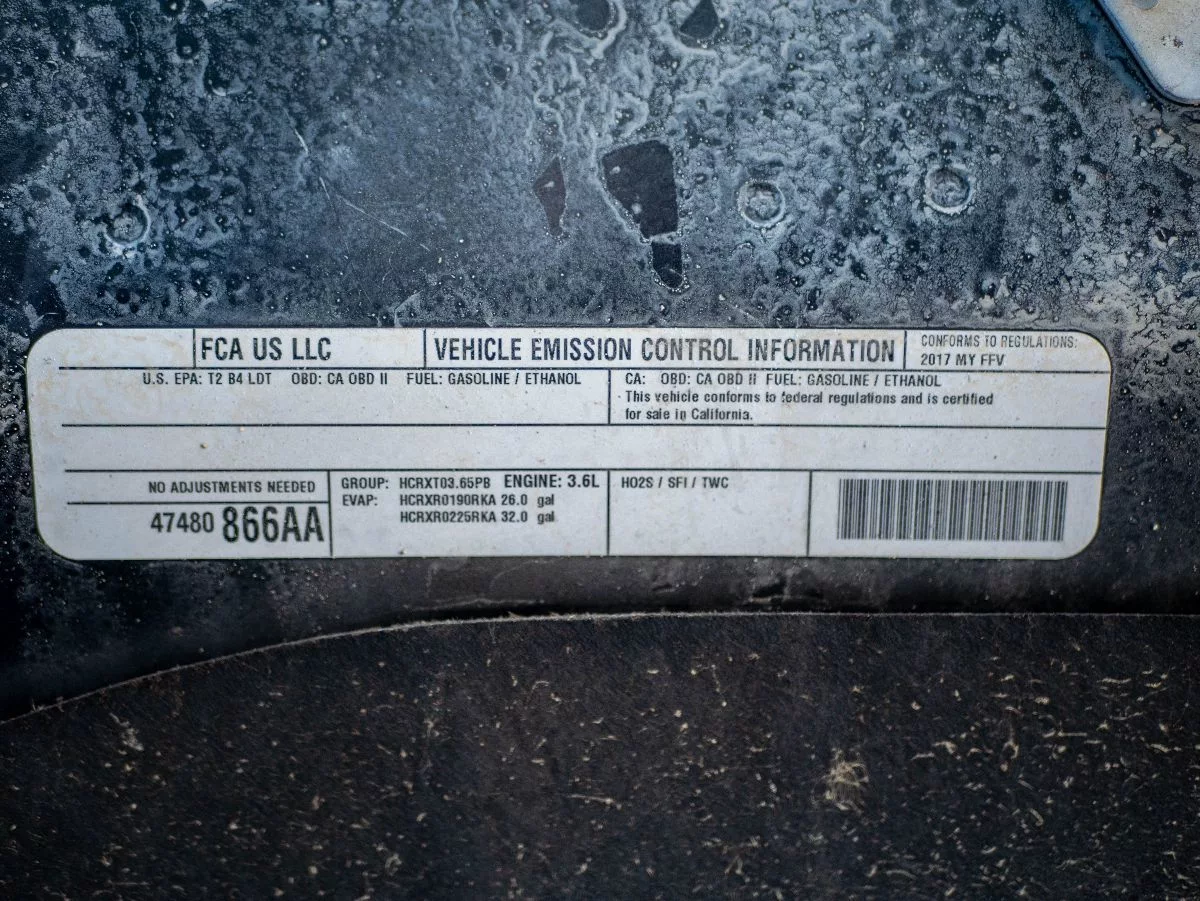 FCA US LLC
VEHICLE EMISSION CONTROL INFORMATION
CONFORMS TO REGULATIONS:
2017 MY FFV
U.S. EPA: T2 B4 LDT OBD: CA OBD II FUEL: GASOLINE / ETHANOL
CA: OBD: CA OBD II FUEL: GASOLINE / ETHANOL
This vehicle conforms to federal regulations and is certified
for sale in California.
NO ADJUSTMENTS NEEDED
47480 866AA
GROUP: HCRXT03.65PB ENGINE: 3.6L
EVAP: HCRXR0190RKA 26.0 gal
HCRXR0225RKA 32.0 gal
HO2S / SFI / TWC